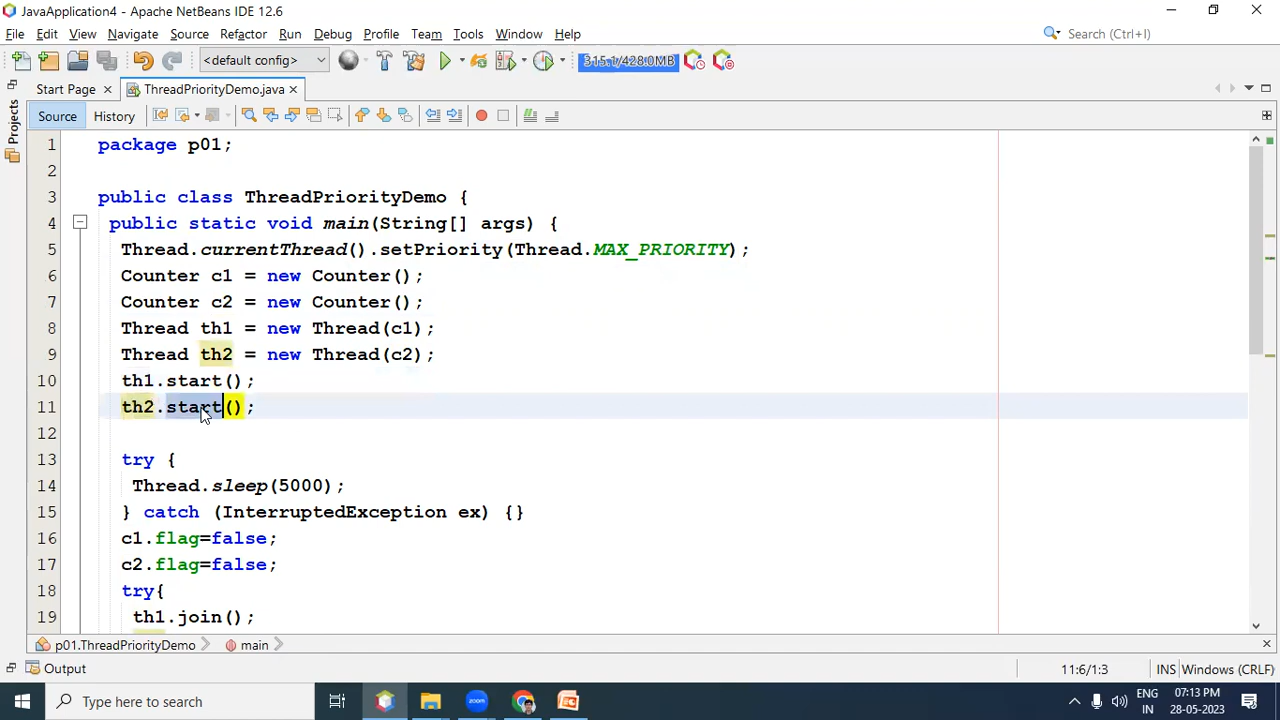 JavaApplication4 - Apache NetBeans IDE 12.6
File Edit View Navigate Source Refactor Run Debug Profile Team Tools Window Help
Search (Ctrl+I)
<default config>
315.1/428.0MB
Start Page
ThreadPriorityDemo.java
Projects
Source History
1 package p01;
2
3 public class ThreadPriorityDemo {
4 public static void main(String[] args) {
5 Thread.currentThread().setPriority(Thread.MAX_PRIORITY);
6 Counter c1 = new Counter();
7 Counter c2 = new Counter();
8 Thread th1 = new Thread(c1);
9 Thread th2 = new Thread(c2);
10 th1.start();
11 th2.start();
12
13 try {
14 Thread.sleep(5000);
15 } catch (InterruptedException ex) {}
16 c1.flag=false;
17 c2.flag=false;
18 try{
19 th1.join();
p01.ThreadPriorityDemo main
Output
11:6/1:3 INS Windows (CRLF)
Type here to search
ENG
IN
07:13 PM
28-05-2023